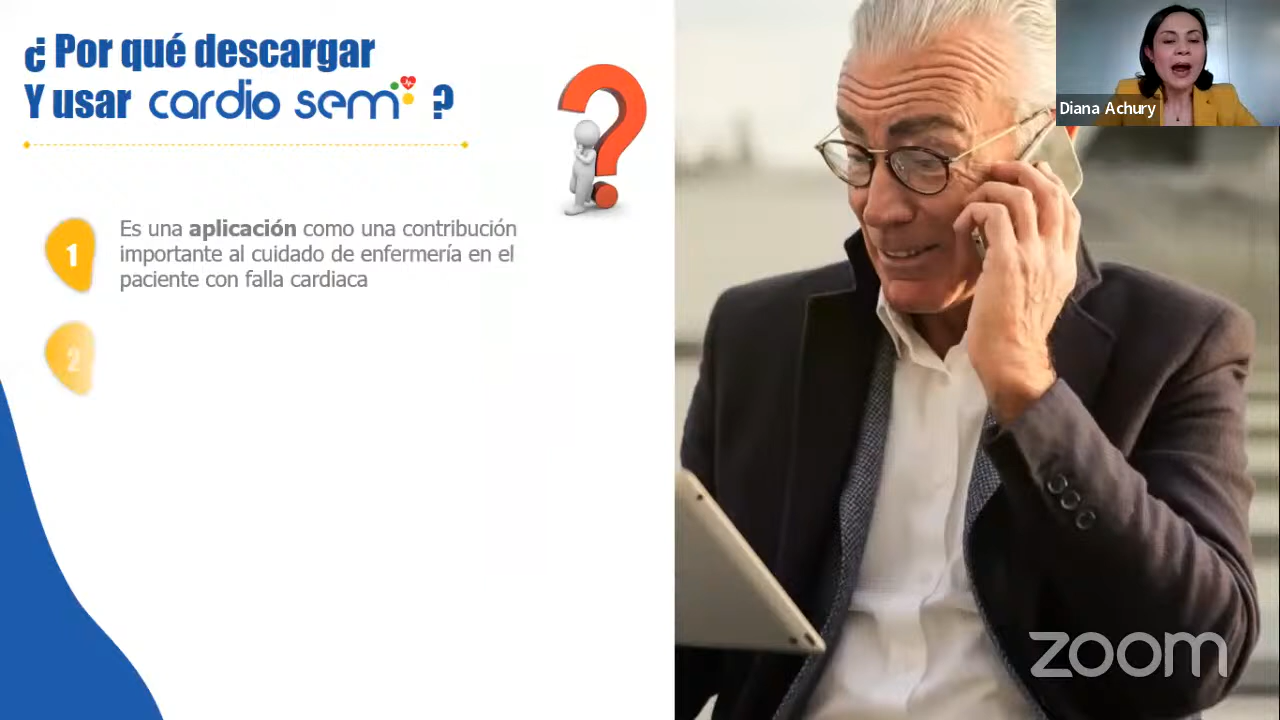 ¿ Por qué descargar
Y usar cardio sem ?
1
Es una aplicación como una contribución
importante al cuidado de enfermería en el
paciente con falla cardiaca
2
Diana Achury
zoom